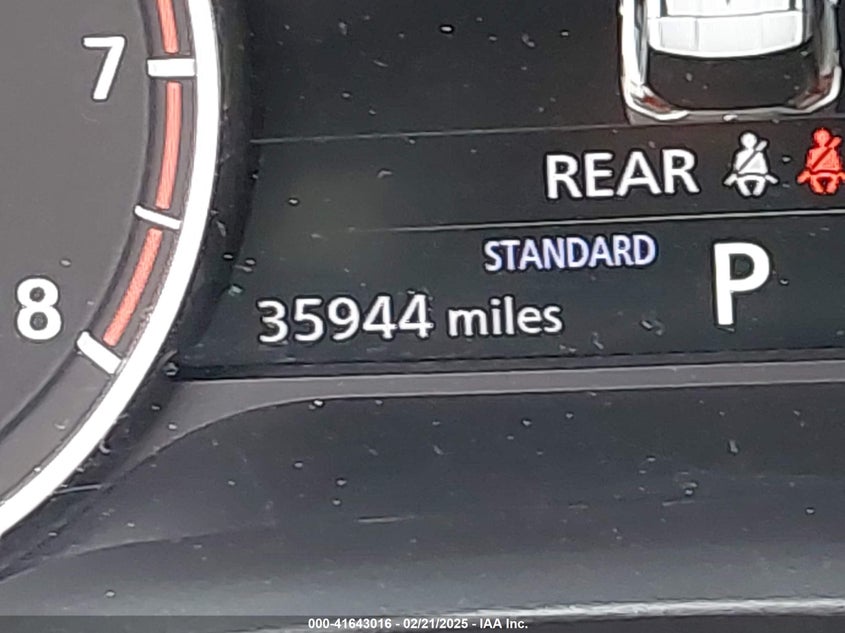 7
REAR
STANDARD
P
8
35944 miles
000-41643016 - 02/21/2025 - IAA Inc.